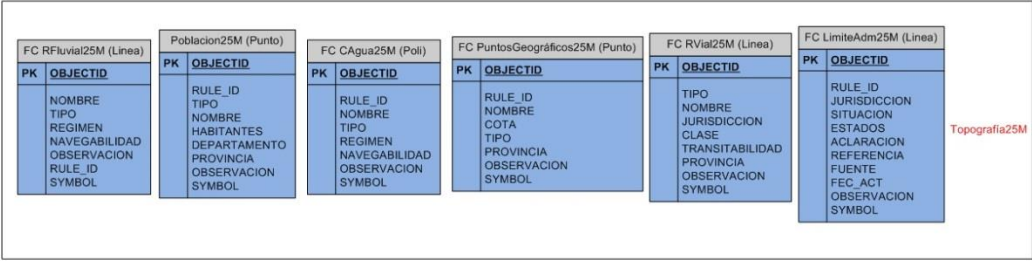 FC RFluvial25M (Linea)
PK OBJECTID
NOMBRE
TIPO
REGIMEN
NAVEGABILIDAD
OBSERVACION
RULE_ID
SYMBOL
Poblacion25M (Punto)
PK OBJECTID
RULE_ID
TIPO
NOMBRE
HABITANTES
DEPARTAMENTO
PROVINCIA
OBSERVACION
SYMBOL
FC CAgua25M (Poli)
PK OBJECTID
RULE_ID
NOMBRE
TIPO
REGIMEN
NAVEGABILIDAD
OBSERVACION
SYMBOL
FC PuntosGeográficos25M (Punto)
PK OBJECTID
RULE_ID
NOMBRE
COTA
TIPO
PROVINCIA
OBSERVACION
SYMBOL
FC RVial25M (Linea)
PK OBJECTID
TIPO
NOMBRE
JURISDICCION
CLASE
TRANSITABILIDAD
PROVINCIA
OBSERVACION
SYMBOL
FC LimiteAdm25M (Linea)
PK OBJECTID
RULE_ID
JURISDICCION
SITUACION
ESTADOS
ACLARACION
REFERENCIA
FUENTE
FEC_ACT
OBSERVACION
SYMBOL
Topografía25M